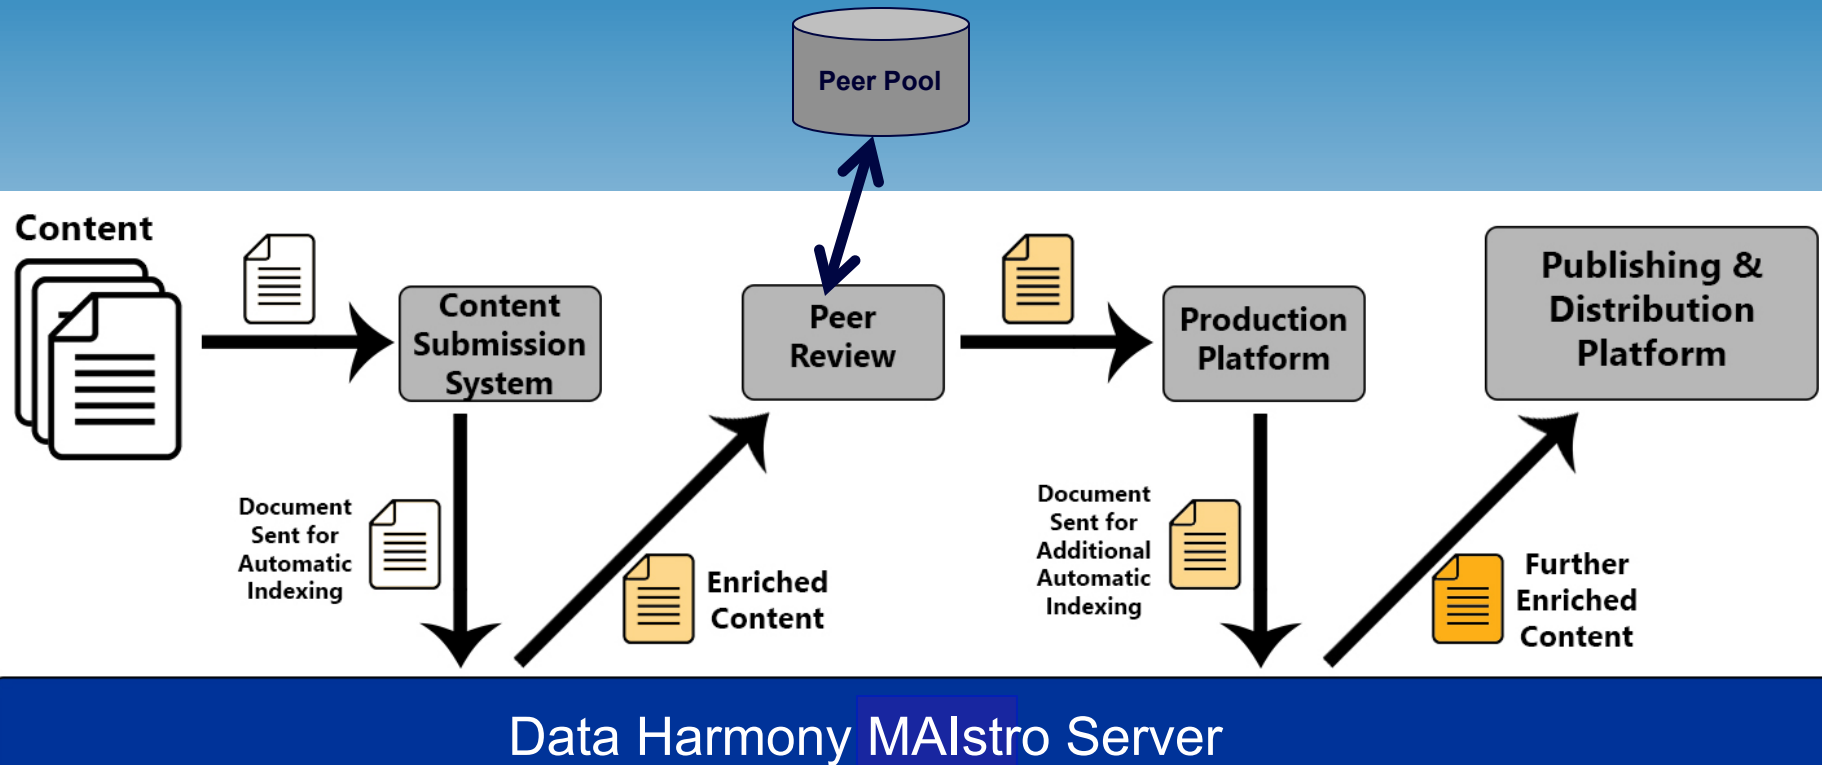 Peer Pool
Content
Content
Submission
System
Peer
Review
Production
Platform
Publishing &
Distribution
Platform
Document
Sent for
Automatic
Indexing
Enriched
Content
Document
Sent for
Additional
Automatic
Indexing
Further
Enriched
Content
Data Harmony MAIstro Server